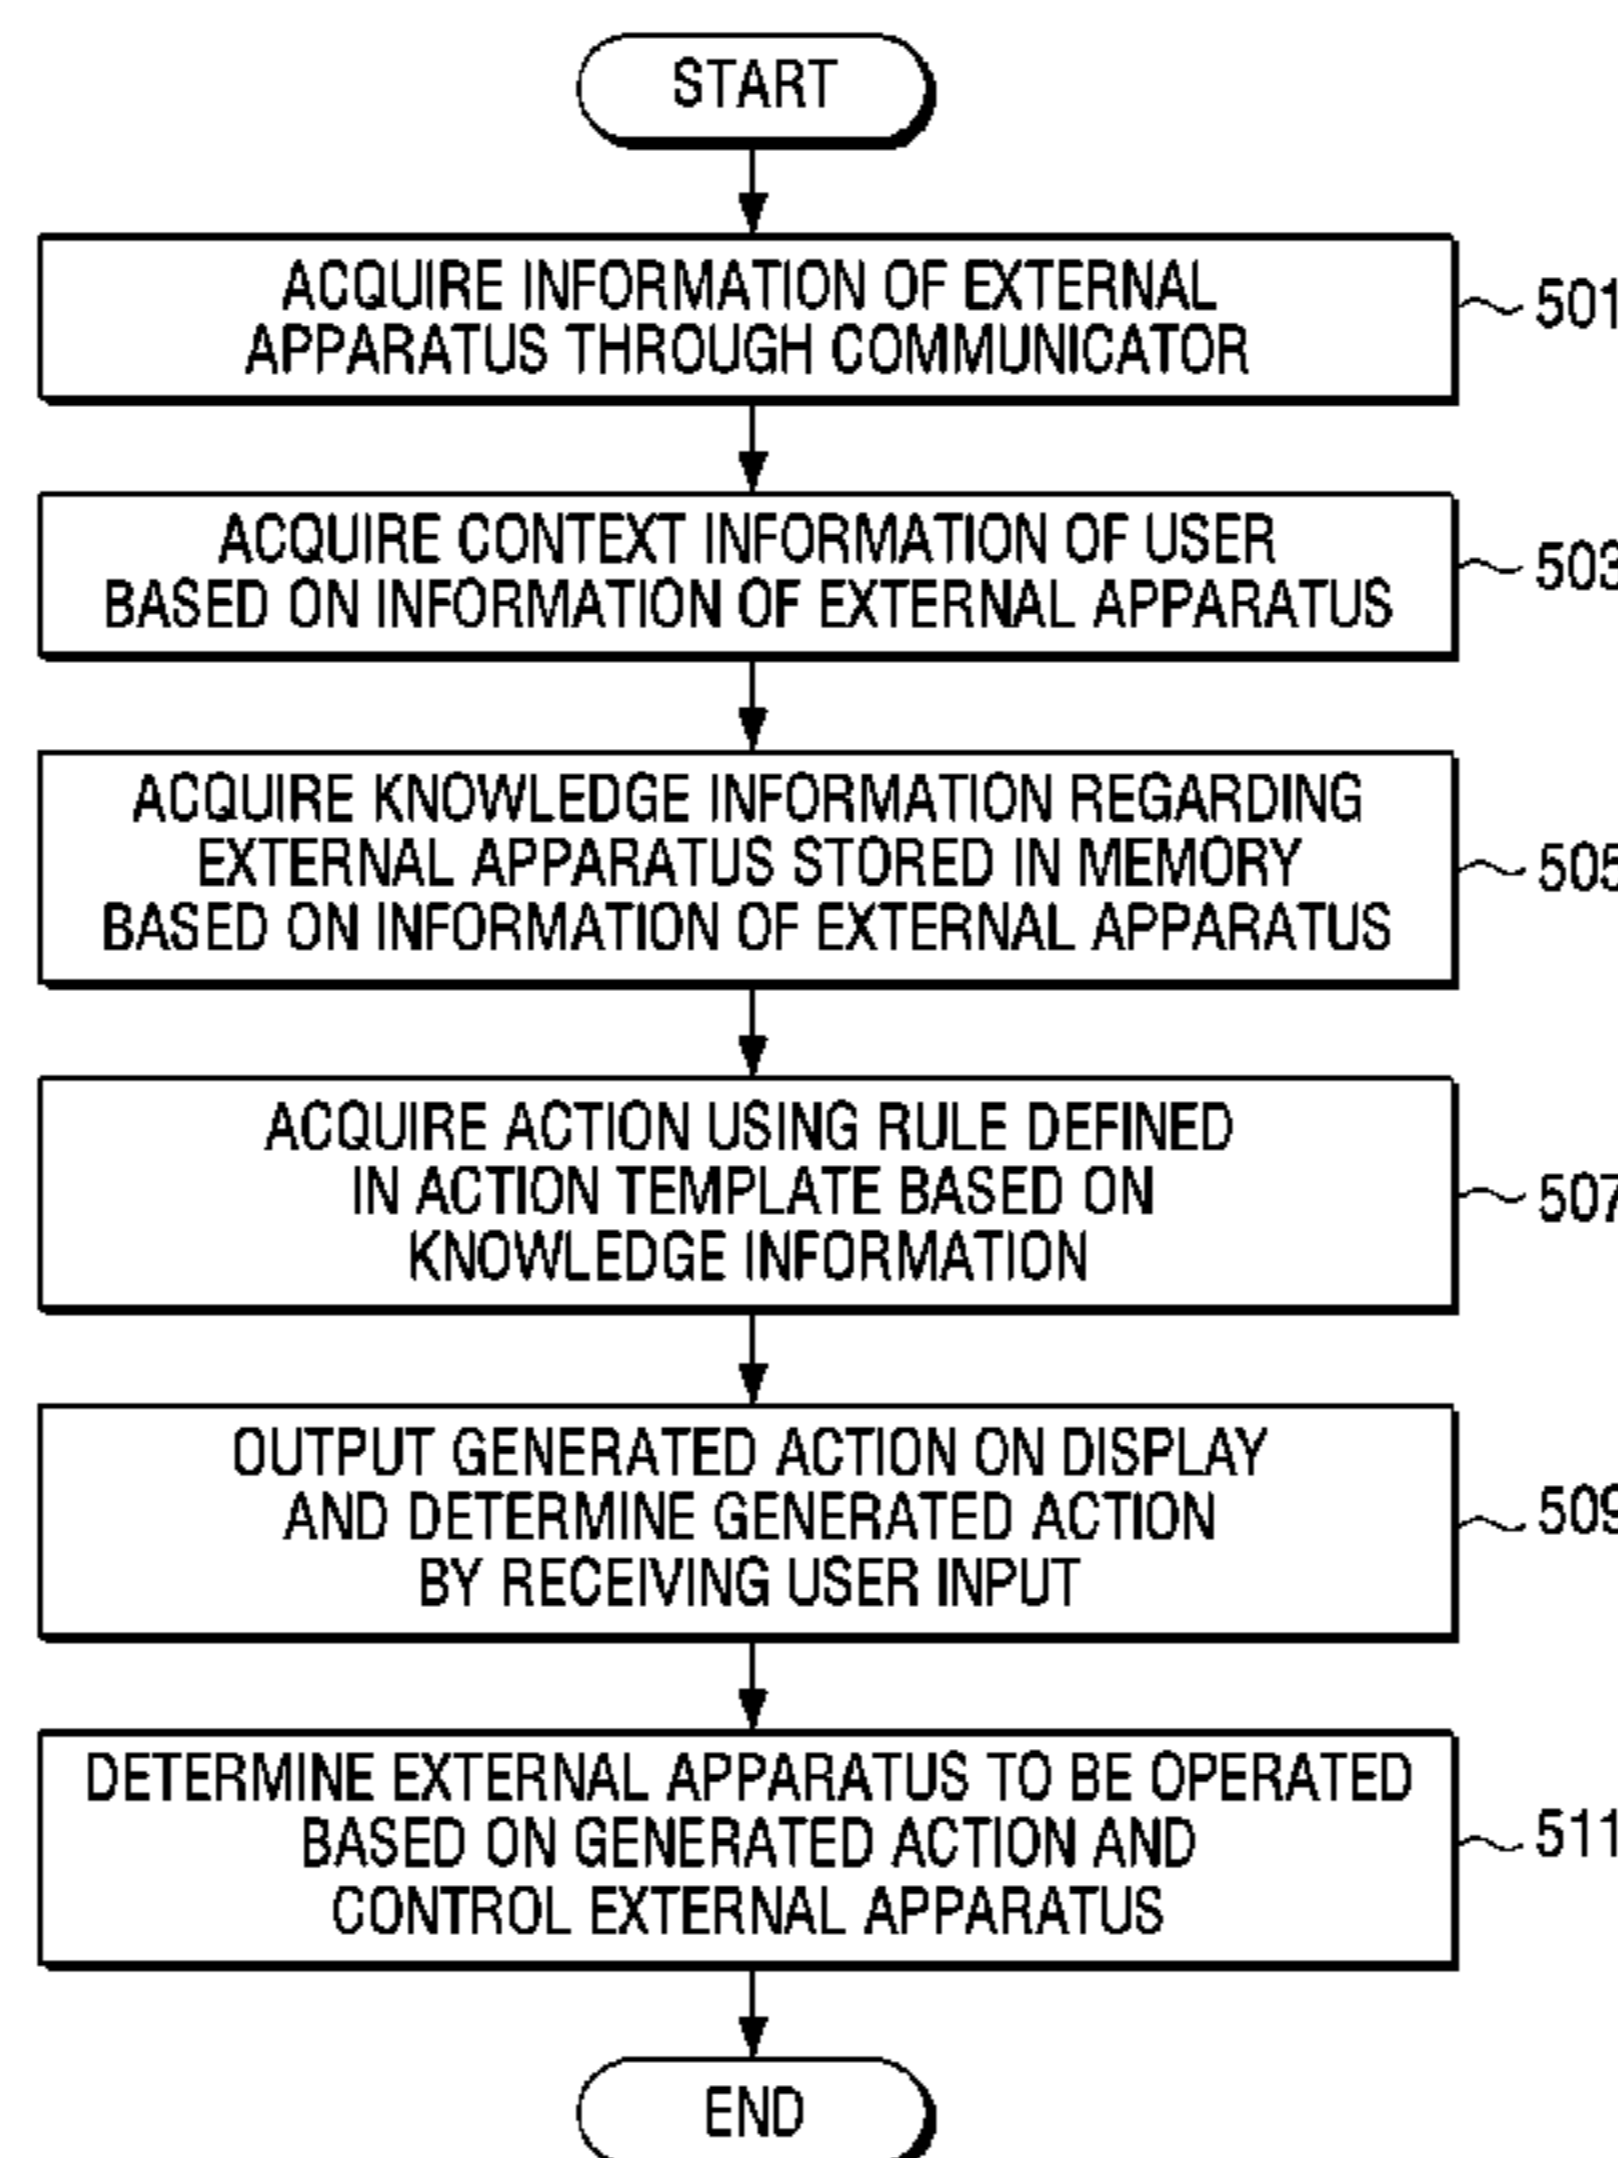 START
ACQUIRE INFORMATION OF EXTERNAL
APPARATUS THROUGH COMMUNICATOR
501
ACQUIRE CONTEXT INFORMATION OF USER
BASED ON INFORMATION OF EXTERNAL APPARATUS
503
ACQUIRE KNOWLEDGE INFORMATION REGARDING
EXTERNAL APPARATUS STORED IN MEMORY
BASED ON INFORMATION OF EXTERNAL APPARATUS
505
ACQUIRE ACTION USING RULE DEFINED
IN ACTION TEMPLATE BASED ON
KNOWLEDGE INFORMATION
507
OUTPUT GENERATED ACTION ON DISPLAY
AND DETERMINE GENERATED ACTION
BY RECEIVING USER INPUT
509
DETERMINE EXTERNAL APPARATUS TO BE OPERATED
BASED ON GENERATED ACTION AND
CONTROL EXTERNAL APPARATUS
511
END